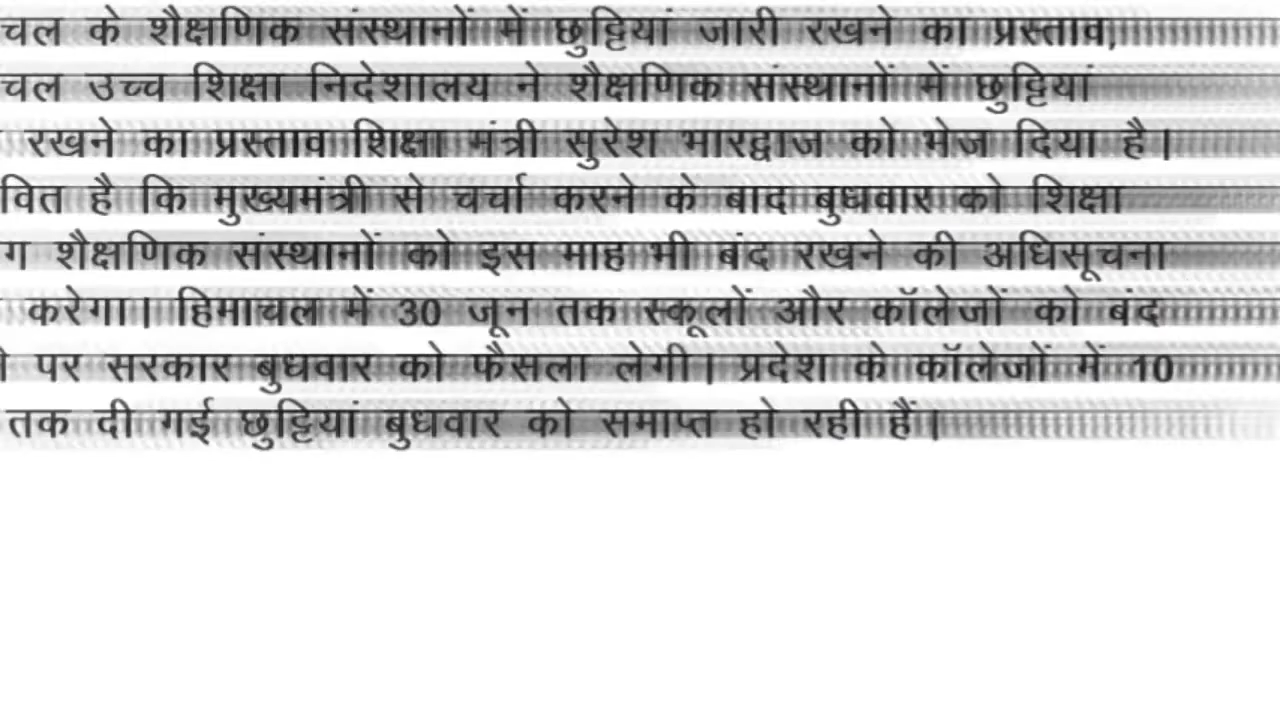 चल के शैक्षणिक संस्थानों में छुट्टियां जारी रखने का प्रस्ताव,
चल उच्च शिक्षा निदेशालय ने शैक्षणिक संस्थानों में छुट्टियां
रखने का प्रस्ताव शिक्षा मंत्री सुरेश भारद्वाज को भेज दिया है।
वित है कि मुख्यमंत्री से चर्चा करने के बाद बुधवार को शिक्षा
ग शैक्षणिक संस्थानों को इस माह भी बंद रखने की अधिसूचना
करेगा। हिमाचल में 30 जून तक स्कूलों और कॉलेजों को बंद
पर सरकार बुधवार को फैसला लेगी। प्रदेश के कॉलेजों में 10
तक दी गई छुट्टियां बुधवार को समाप्त हो रही हैं।